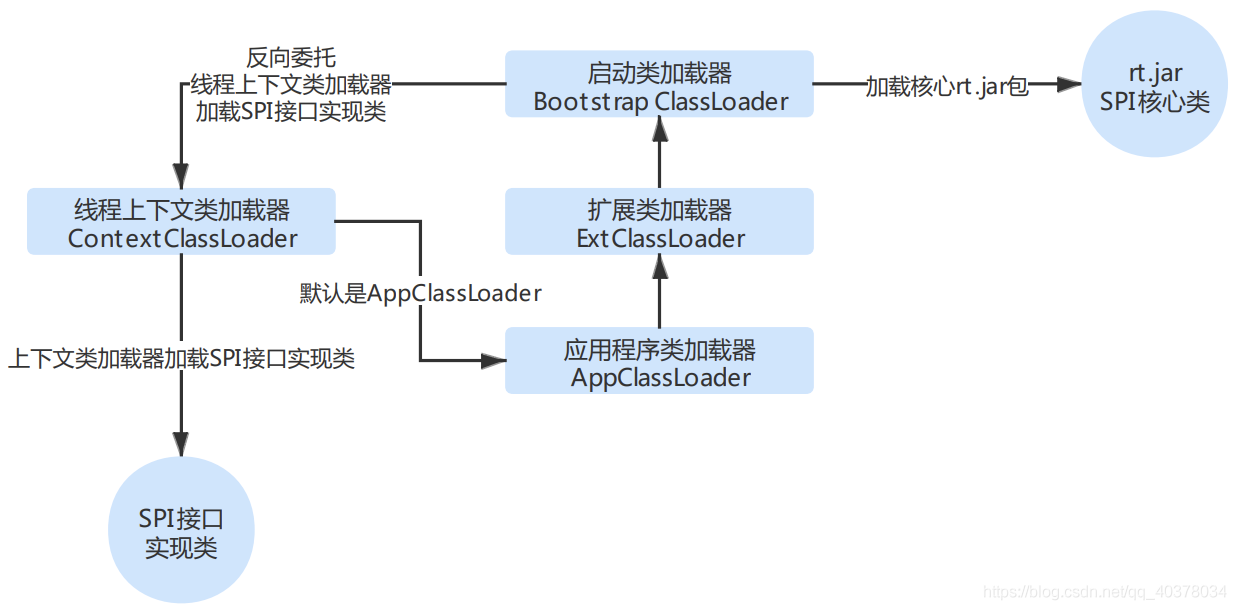 反向委托
线程上下文类加载器
加载SPI接口实现类
启动类加载器
Bootstrap ClassLoader
加载核心rt.jar包
rt.jar
SPI核心类
线程上下文类加载器
ContextClassLoader
扩展类加载器
ExtClassLoader
默认是AppClassLoader
应用程序类加载器
AppClassLoader
上下文类加载器加载SPI接口实现类
SPI接口
实现类
https://blog.csdn.net/qq_40378034